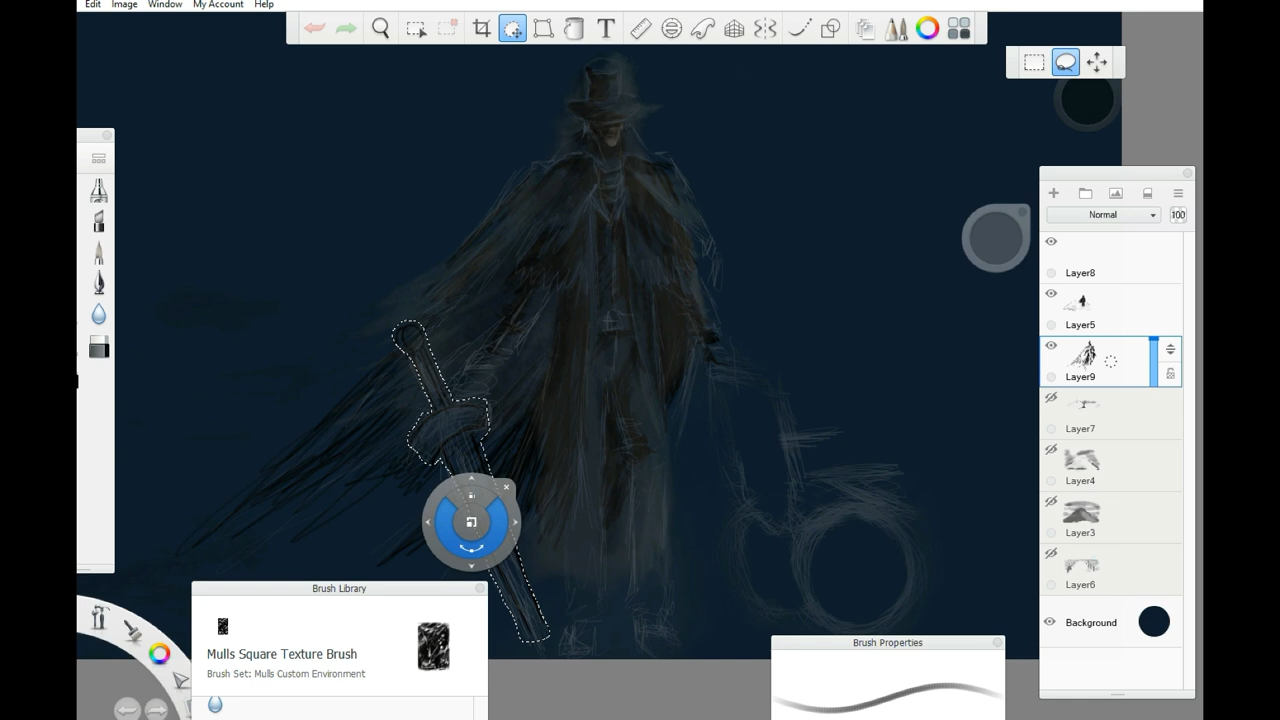 Edit Image Window My Account Help
T
Normal 100
Layer8
Layer5
Layer9
Layer7
Layer4
Layer3
Layer6
Background
Brush Library
Mulls Square Texture Brush
Brush Set: Mulls Custom Environment
Brush Properties